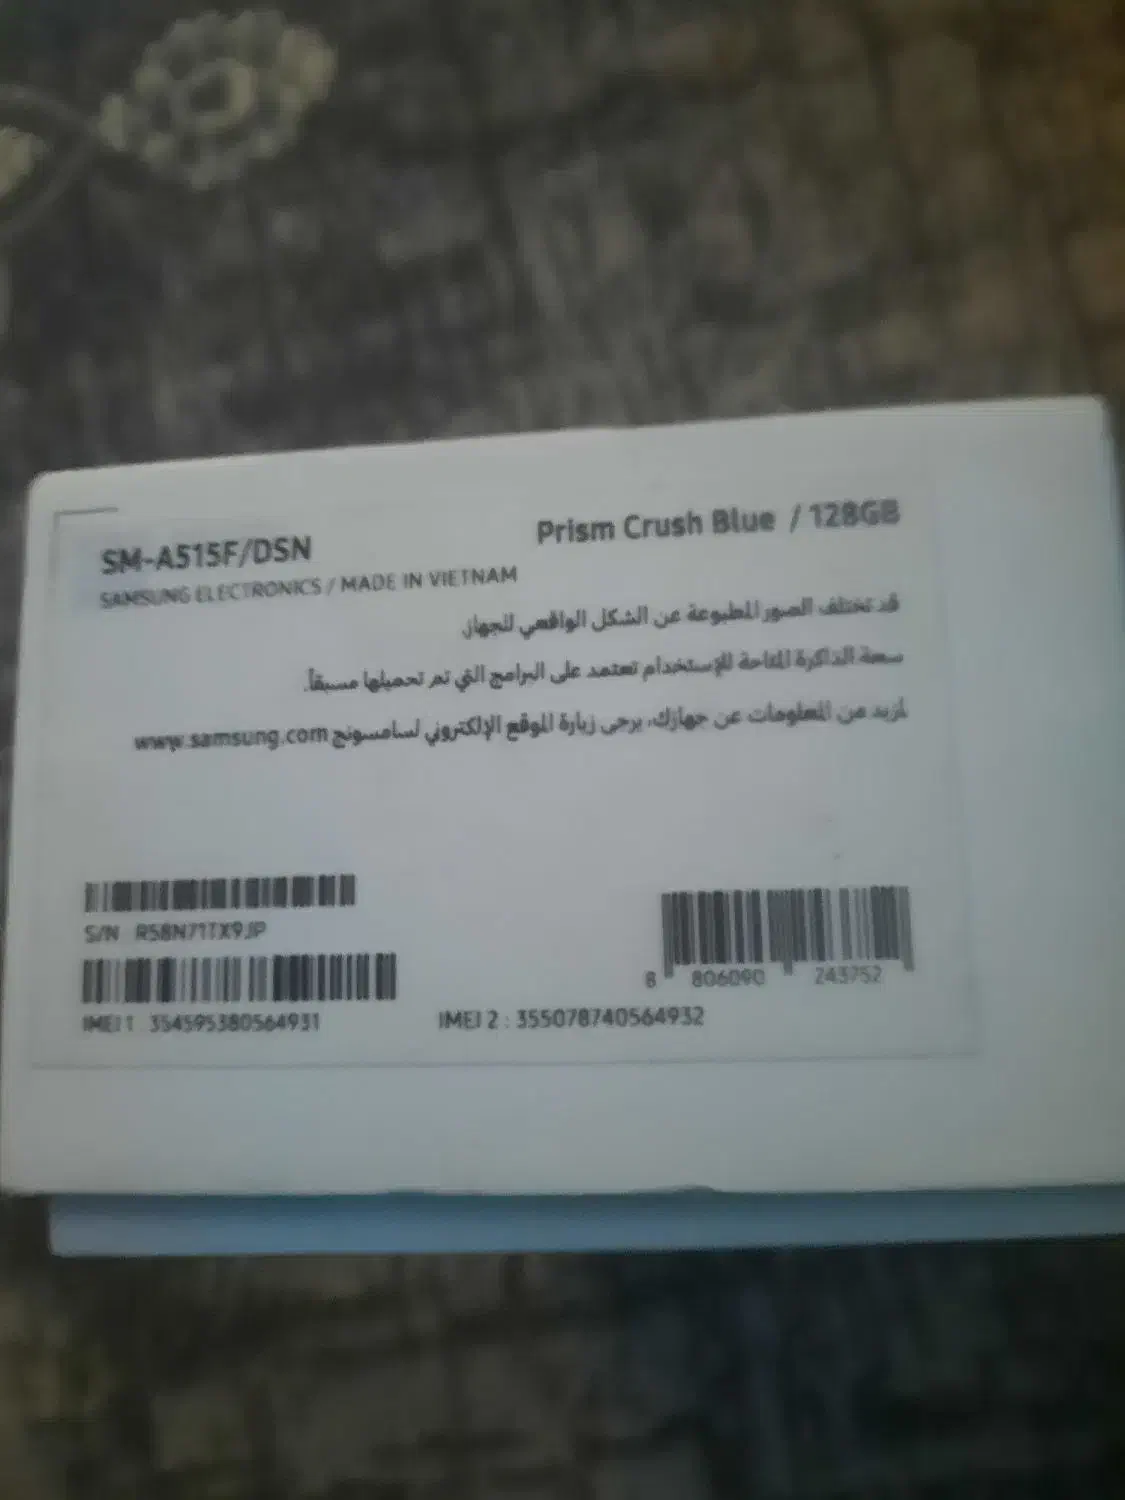 SM-A515F/DSN
Prism Crush Blue / 128GB
SAMSUNG ELECTRONICS / MADE IN VIETNAM
قد تختلف الصور المطبوعة عن الشكل الواقعي للجهاز.
سعة الذاكرة المتاحة للإستخدام تعتمد على البرامج التي تم تحميلها مسبقاً.
لمزيد من المعلومات عن جهازك، يرجى زيارة الموقع الإلكتروني لسامسونج www.samsung.com
S/N R58N71TX9JP
8 806090 243752
IMEI 1 354595380564931
IMEI 2 : 355078740564932